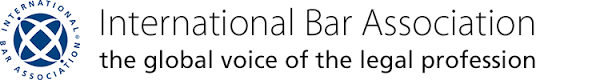 INTERNATIONAL
BAR ASSOCIATION®
International Bar Association
the global voice of the legal profession